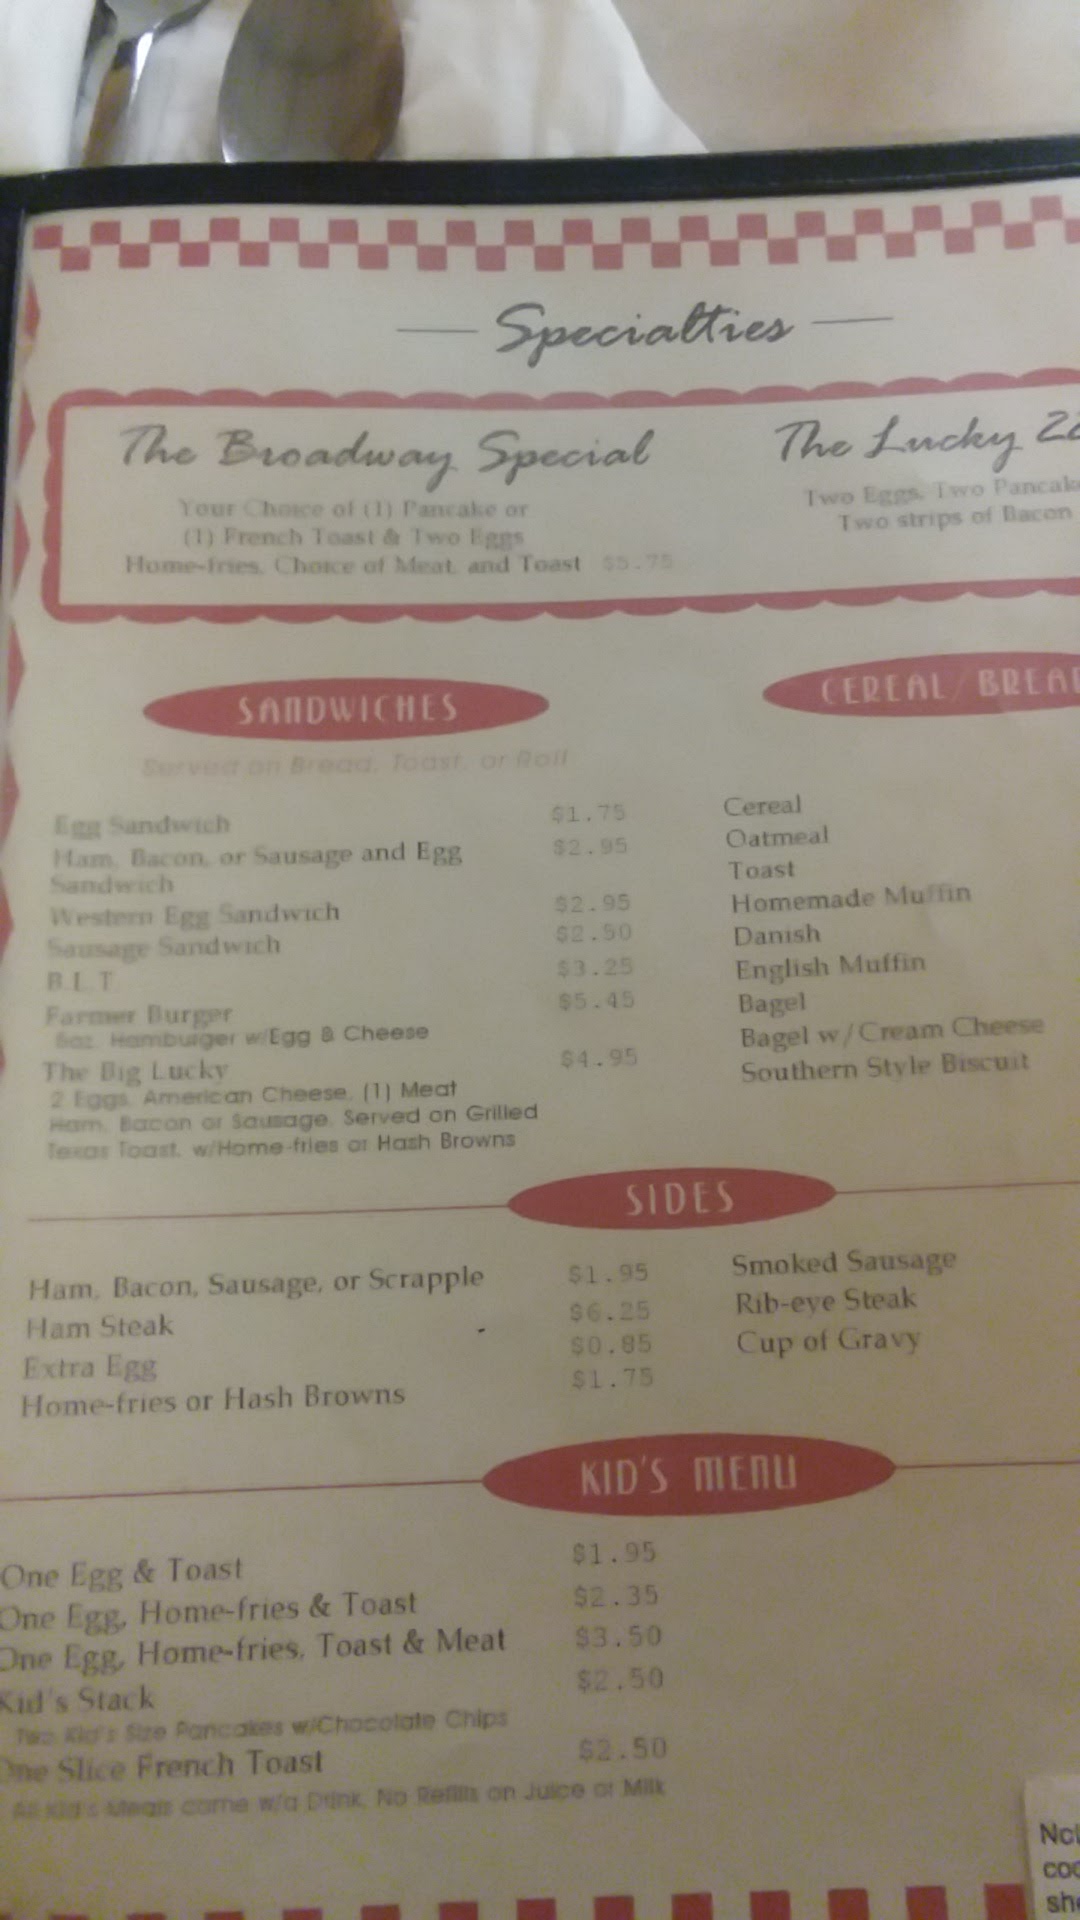 Specialties
The Broadway Special
Your Choice of (1) Pancake or
(1) French Toast & Two Eggs
Home-fries, Choice of Meat, and Toast $5.75
The Lucky
Two Eggs, Two
Two strips of Bacon
SANDWICHES
Served on Bread, Toast, or Roll
Egg Sandwich $1.75
Ham, Bacon, or Sausage and Egg $2.95
Sandwich
Western Egg Sandwich $2.95
Sausage Sandwich $2.50
B.L.T $3.25
Farmer Burger $5.45
6oz. Hamburger w/Egg & Cheese
The Big Lucky $4.95
2 Eggs, American Cheese, (1) Meat
Ham, Bacon or Sausage, Served on Grilled
Texas Toast, w/Home-fries or Hash Browns
CEREAL/
Cereal
Oatmeal
Toast
Homemade Muffin
Danish
English Muffin
Bagel
Bagel w/Cream Cheese
Southern Style Biscuit
SIDES
Ham, Bacon, Sausage, or Scrapple $1.95
Ham Steak $6.25
Extra Egg $0.85
Home-fries or Hash Browns $1.75
Smoked Sausage
Rib-eye Steak
Cup of Gravy
KID'S MENU
One Egg & Toast $1.95
One Egg, Home-fries & Toast $2.35
One Egg, Home-fries, Toast & Meat $3.50
Kid's Stack $2.50
Two Kid's Size Pancakes w/Chocolate Chips
One Slice French Toast $2.50
All Kid's Meals come w/a Drink, No Refills on Juice or Milk